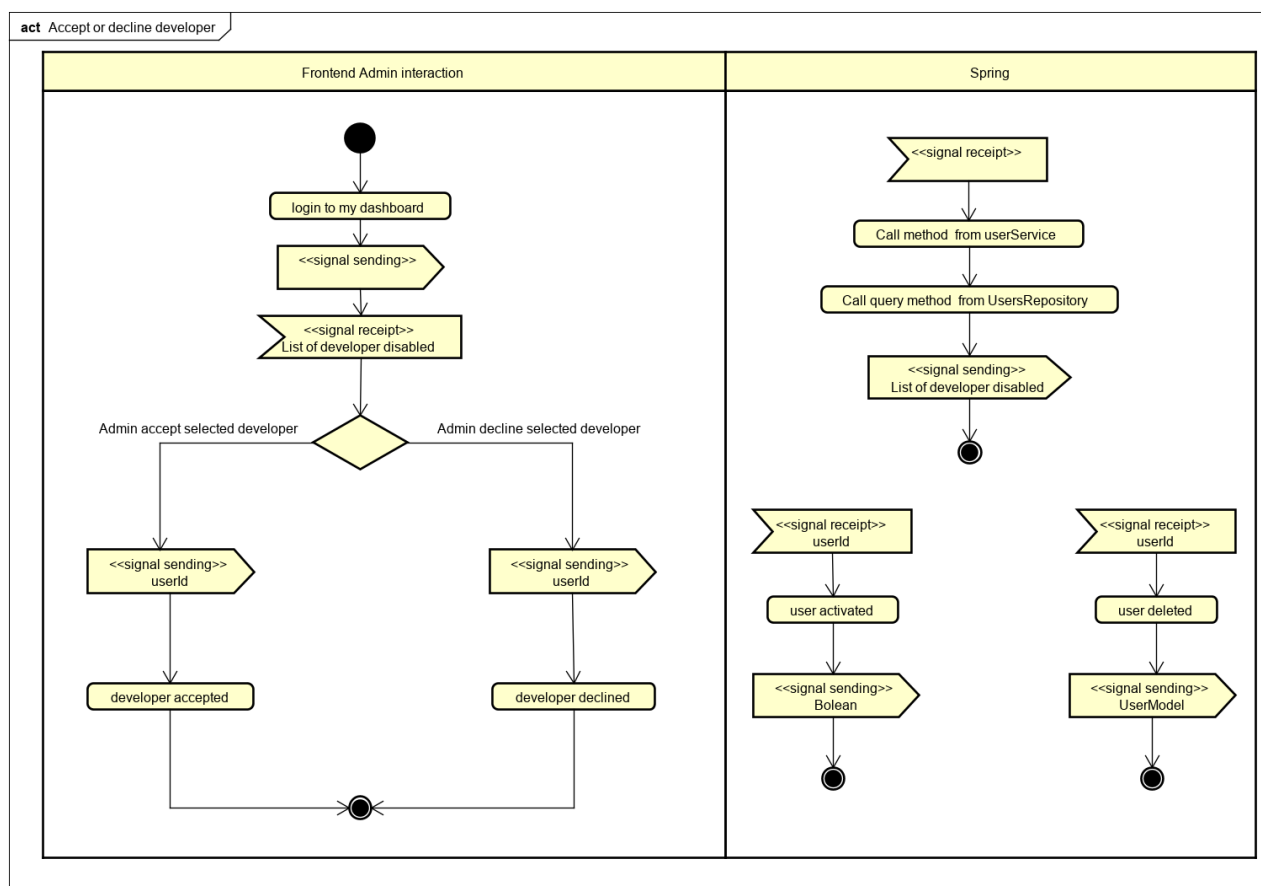 act Accept or decline developer
Frontend Admin interaction
Spring
login to my dashboard
<<signal sending>>
<<signal receipt>>
List of developer disabled
Admin accept selected developer
Admin decline selected developer
<<signal sending>>
userId
<<signal sending>>
userId
developer accepted
developer declined
<<signal receipt>>
Call method from userService
Call query method from UsersRepository
<<signal sending>>
List of developer disabled
<<signal receipt>>
userId
user activated
<<signal sending>>
Bolean
<<signal receipt>>
userId
user deleted
<<signal sending>>
UserModel